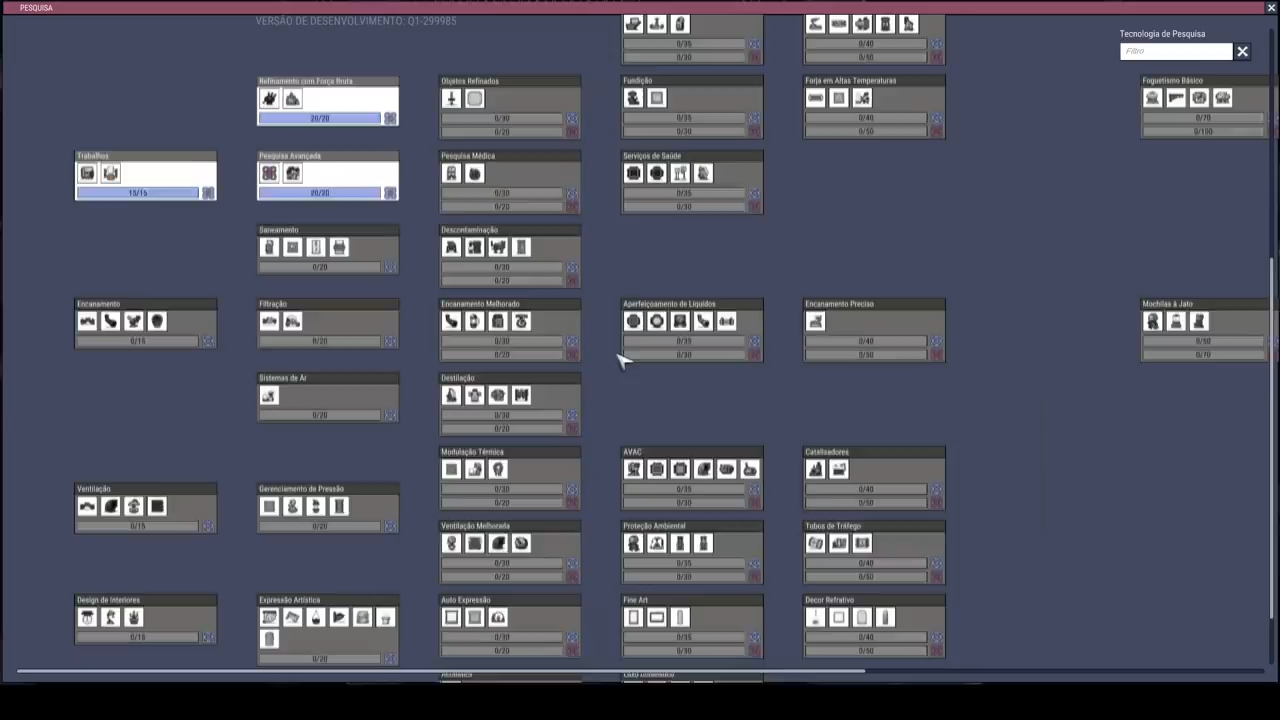 PESQUISA
VERSÃO DE DESENVOLVIMENTO: Q1-299985
Tecnologia de Pesquisa
Filtro
0/35
0/30
0/40
0/50
Refinamento com Força Bruta
20/20
Objetos Refinados
0/30
0/20
Fundição
0/35
0/30
Forja em Altas Temperaturas
0/40
0/50
Foguetismo Básico
0/70
0/100
Trabalhos
15/15
Pesquisa Avançada
20/20
Pesquisa Médica
0/30
0/20
Serviços de Saúde
0/35
0/30
Saneamento
0/20
Descontaminação
0/30
0/20
Encanamento
0/15
Filtração
0/20
Encanamento Melhorado
0/30
0/20
Aperfeiçoamento de Líquidos
0/35
0/30
Encanamento Preciso
0/40
0/50
Mochilas à Jato
0/60
0/70
Sistemas de Ar
0/20
Destilação
0/30
0/20
Modulação Térmica
0/30
0/20
AVAC
0/35
0/30
Catalisadores
0/40
0/50
Ventilação
0/15
Gerenciamento de Pressão
0/20
Ventilação Melhorada
0/30
0/20
Proteção Ambiental
0/35
0/30
Tubos de Tráfego
0/40
0/50
Design de Interiores
0/15
Expressão Artística
0/20
Auto Expressão
0/30
0/20
Fine Art
0/35
0/30
Decor Refrativo
0/40
0/50